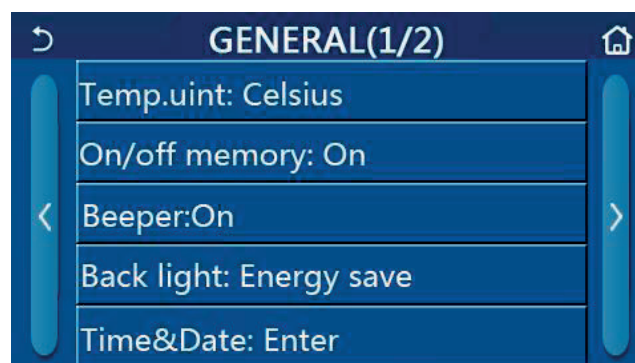 GENERAL(1/2)
Temp.uint: Celsius
On/off memory: On
Beeper:On
Back light: Energy save
Time&Date: Enter